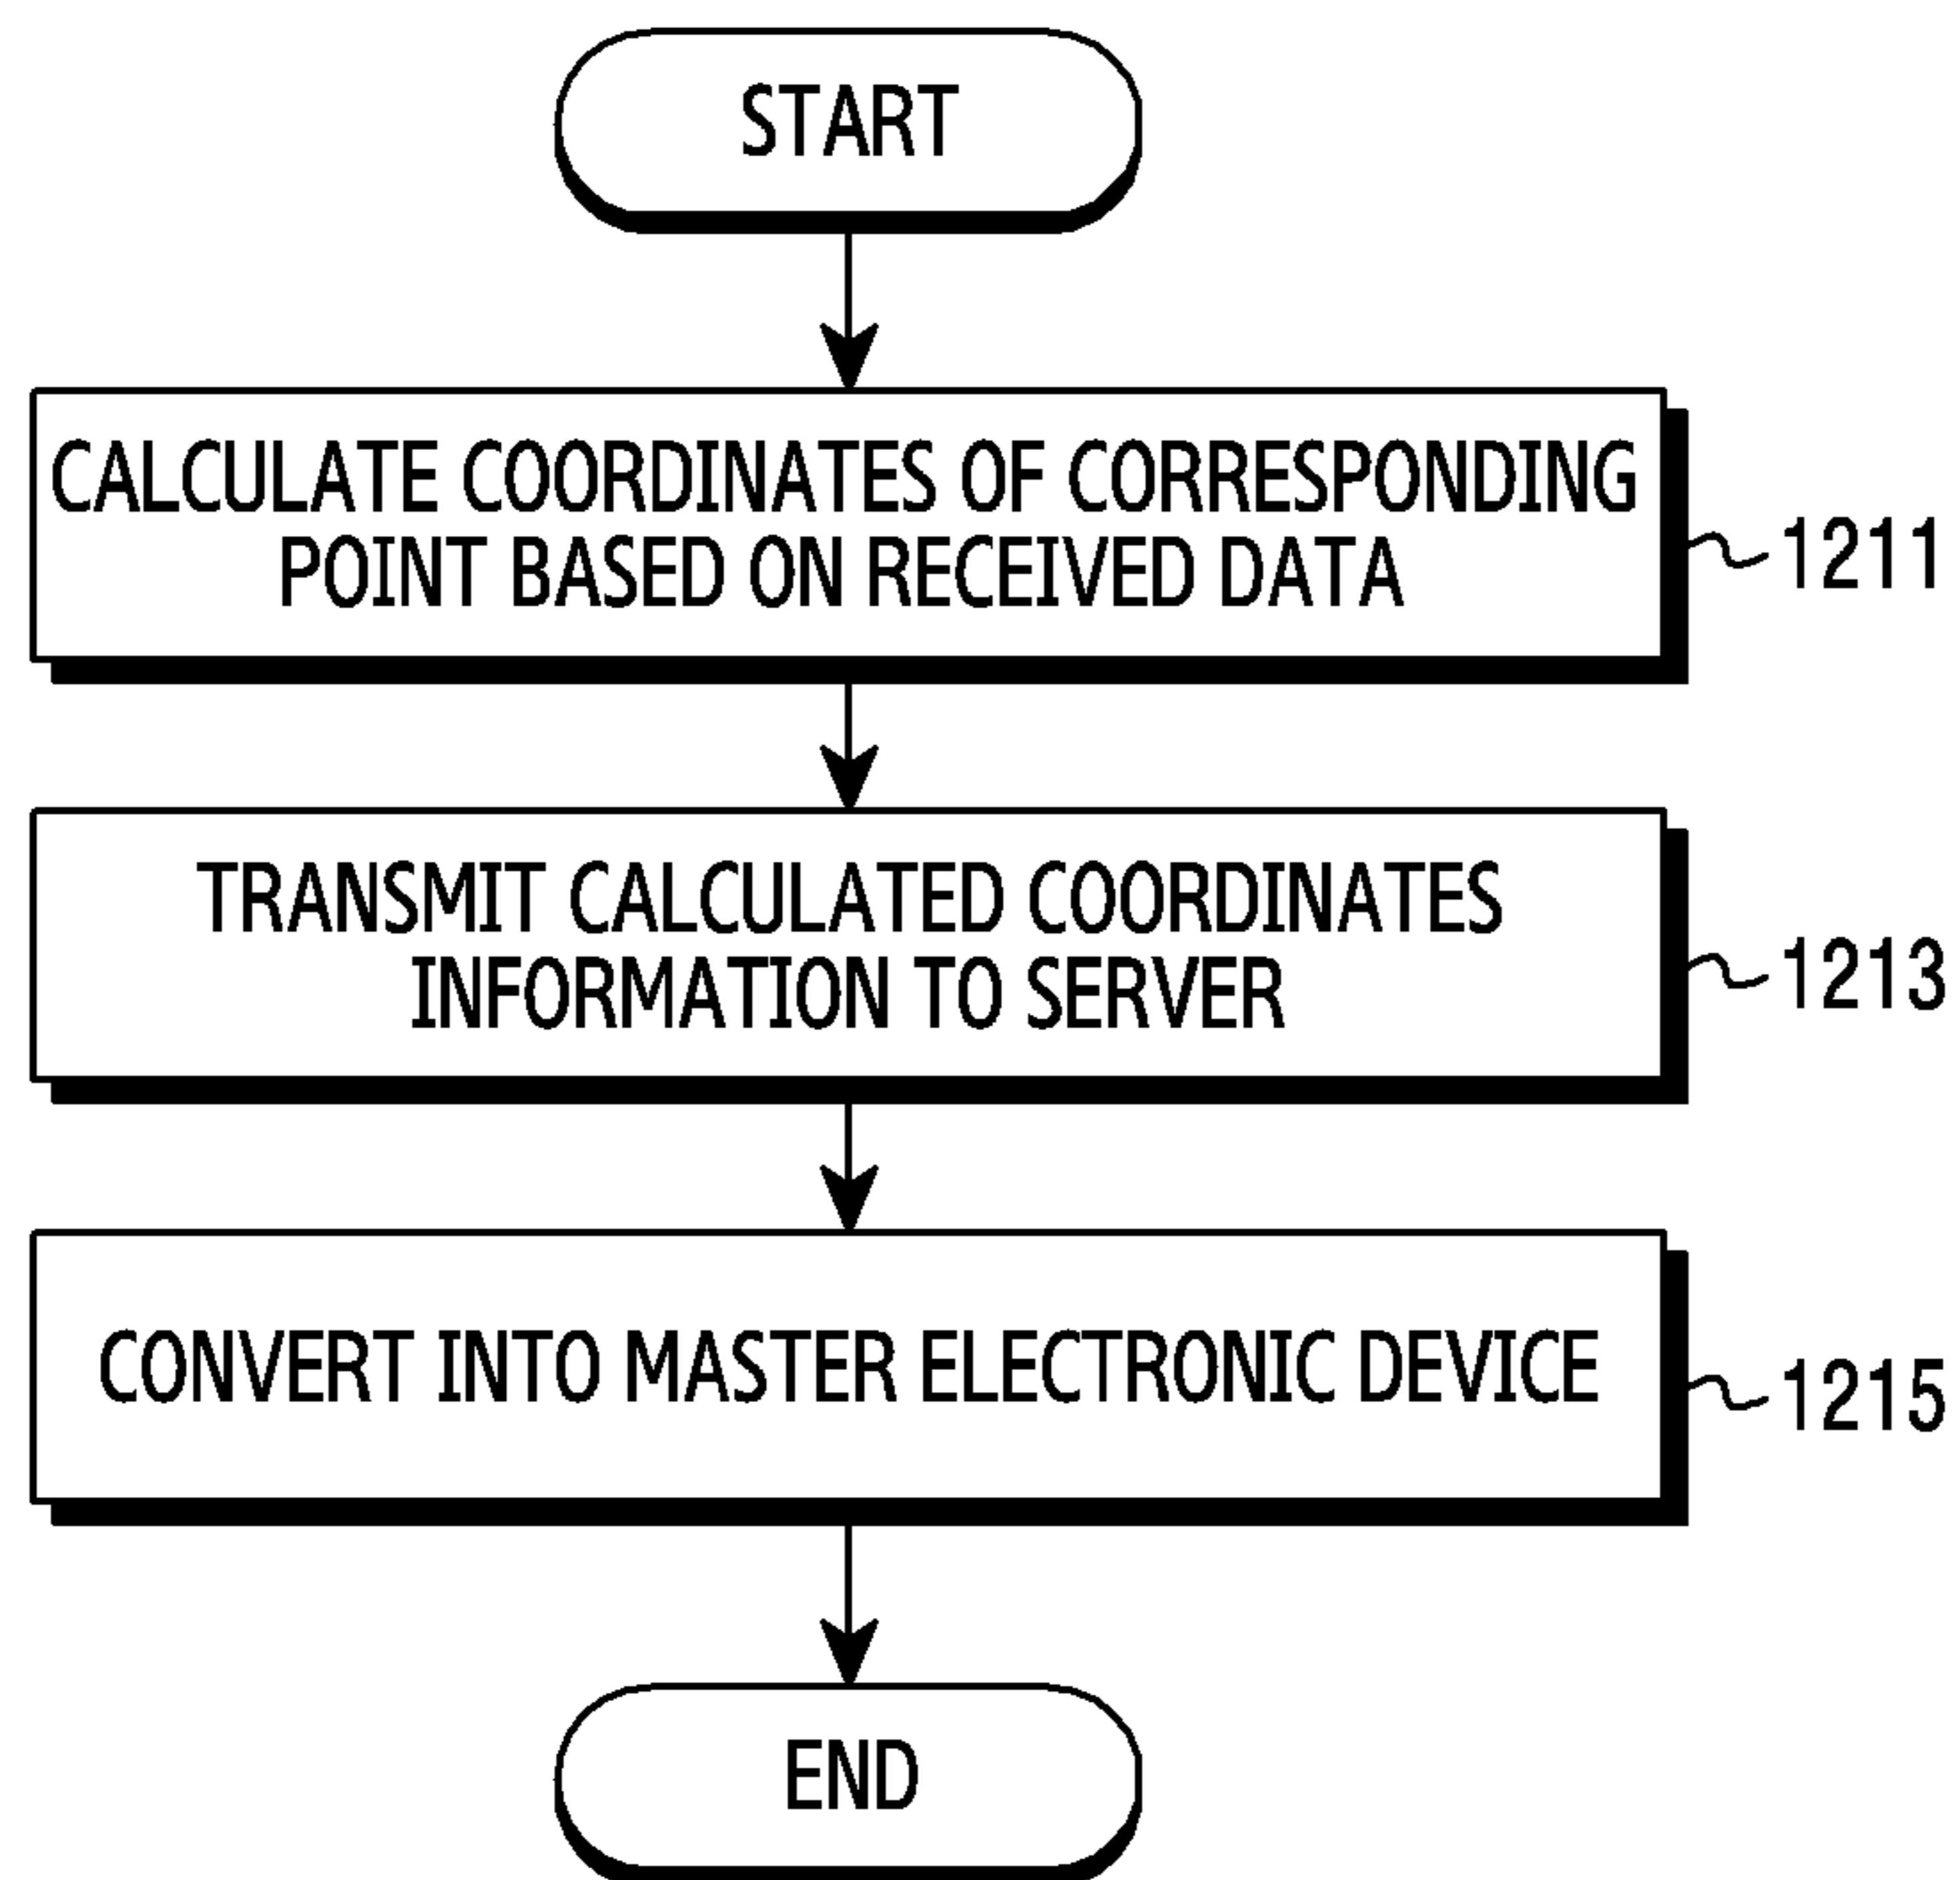 START
CALCULATE COORDINATES OF CORRESPONDING
POINT BASED ON RECEIVED DATA
1211
TRANSMIT CALCULATED COORDINATES
INFORMATION TO SERVER
1213
CONVERT INTO MASTER ELECTRONIC DEVICE
1215
END